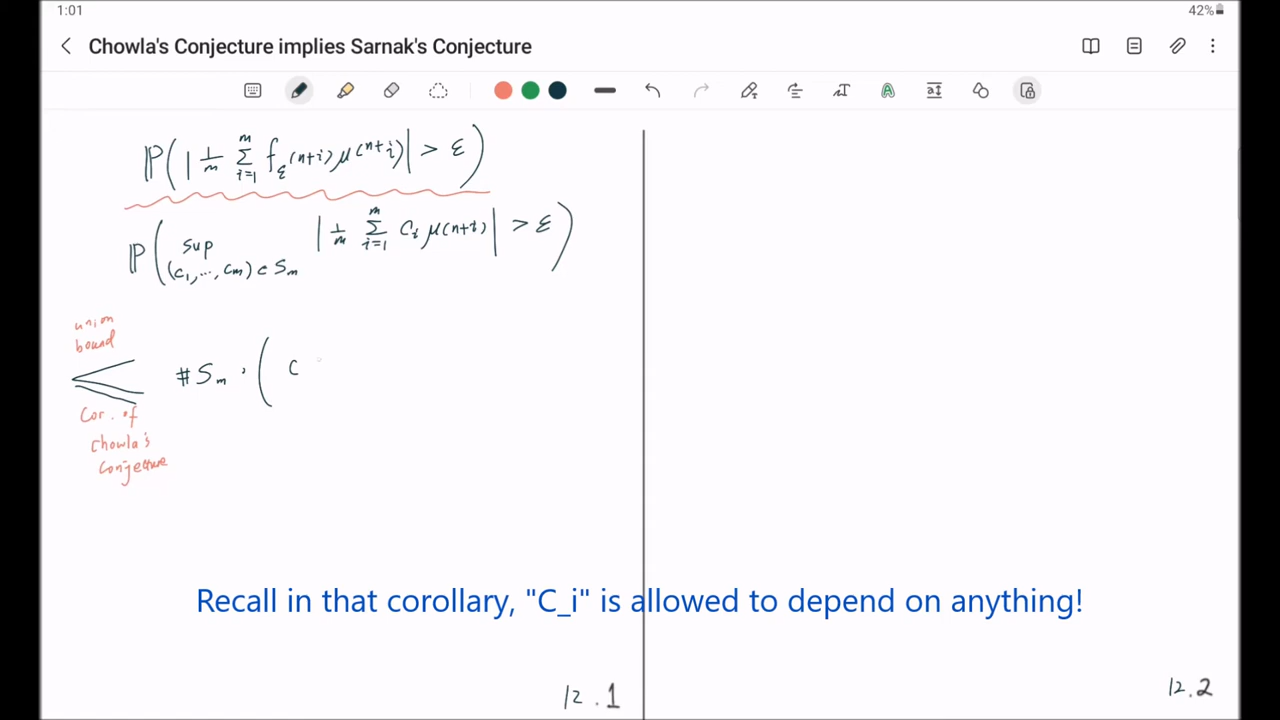 1:01
42%
Chowla's Conjecture implies Sarnak's Conjecture
ℙ( | 1/m ∑_{i=1}^{m} f_ε(n+i) μ(n+i) | > ε )
ℙ( sup_{(c_1, ..., c_m) ∈ S_m} | 1/m ∑_{i=1}^{m} C_i μ(n+i) | > ε )
union
bound
≤ #S_m · ( C
Cor. of
Chowla's
Conjecture
Recall in that corollary, "C_i" is allowed to depend on anything!
12.1
12.2